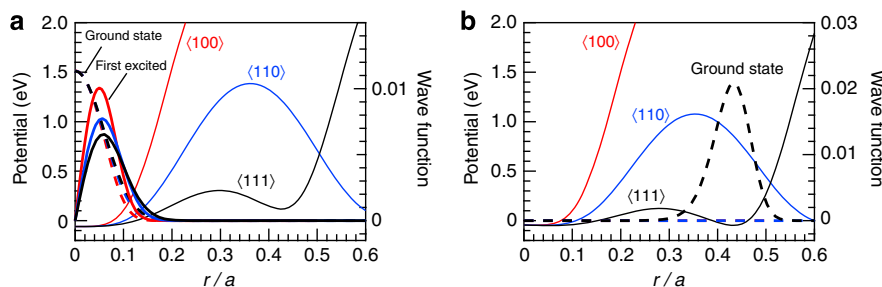 a
2.0
1.5
1.0
0.5
0
Potential (eV)
Ground state
First excited
⟨100⟩
⟨110⟩
⟨111⟩
0.01
0
Wave function
0 0.1 0.2 0.3 0.4 0.5 0.6
r / a
b
2.0
1.5
1.0
0.5
0
Potential (eV)
⟨100⟩
Ground state
⟨110⟩
⟨111⟩
0.03
0.02
0.01
0
Wave function
0 0.1 0.2 0.3 0.4 0.5 0.6
r / a